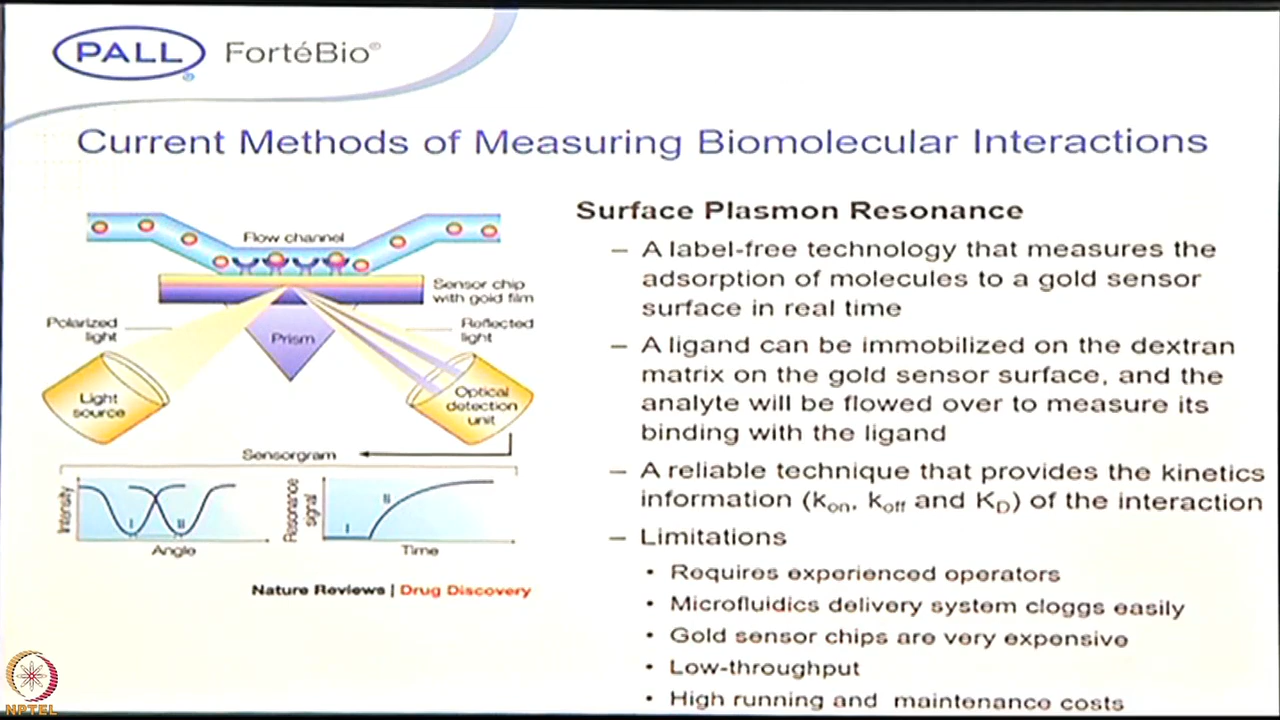 PALL ® FortéBio®
Current Methods of Measuring Biomolecular Interactions
Flow channel
Sensor chip
with gold film
Polarized
light
Reflected
light
Prism
Light
source
Optical
detection
unit
Sensorgram
Intensity
I
II
Angle
Resonance
signal
I
II
Time
Nature Reviews | Drug Discovery
Surface Plasmon Resonance
– A label-free technology that measures the
adsorption of molecules to a gold sensor
surface in real time
– A ligand can be immobilized on the dextran
matrix on the gold sensor surface, and the
analyte will be flowed over to measure its
binding with the ligand
– A reliable technique that provides the kinetics
information (kon, koff and KD) of the interaction
– Limitations
• Requires experienced operators
• Microfluidics delivery system cloggs easily
• Gold sensor chips are very expensive
• Low-throughput
• High running and maintenance costs
NPTEL